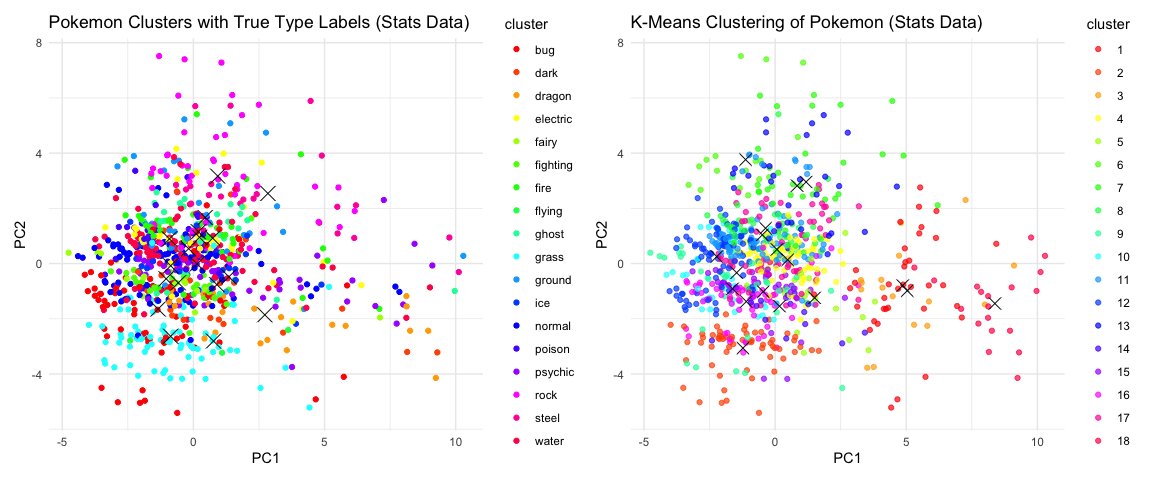 Pokemon Clusters with True Type Labels (Stats Data)
8
4
0
-4
PC2
-5
0
5
10
PC1
cluster
bug
dark
dragon
electric
fairy
fighting
fire
flying
ghost
grass
ground
ice
normal
poison
psychic
rock
steel
water
K-Means Clustering of Pokemon (Stats Data)
8
4
0
-4
PC2
-5
0
5
10
PC1
cluster
1
2
3
4
5
6
7
8
9
10
11
12
13
14
15
16
17
18